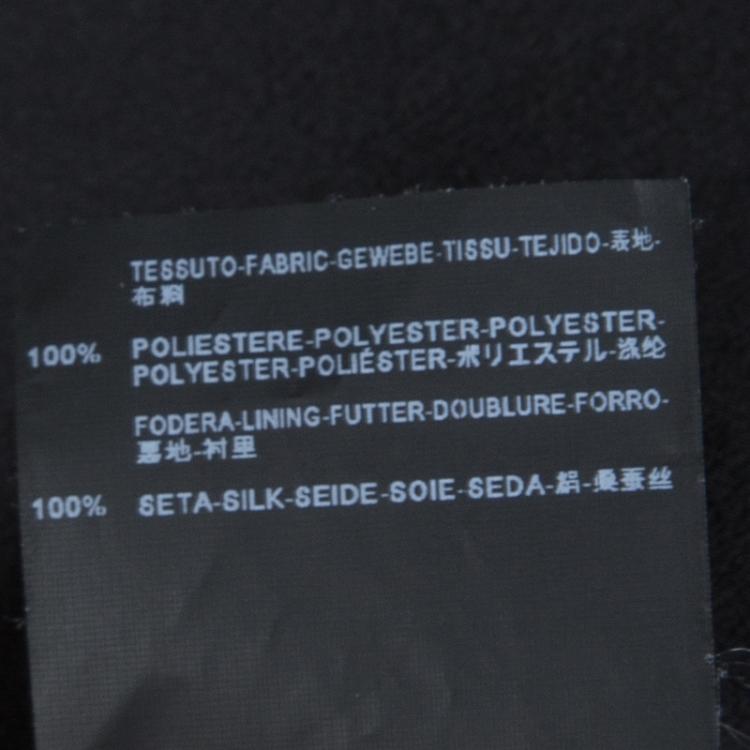 TESSUTO-FABRIC-GEWEBE-TISSU-TEJIDO-表地-
布料
100% POLIESTERE-POLYESTER-POLYESTER-
POLYESTER-POLIÉSTER-ポリエステル-涤纶
FODERA-LINING-FUTTER-DOUBLURE-FORRO-
裏地-衬里
100% SETA-SILK-SEIDE-SOIE-SEDA-絹-桑蚕丝